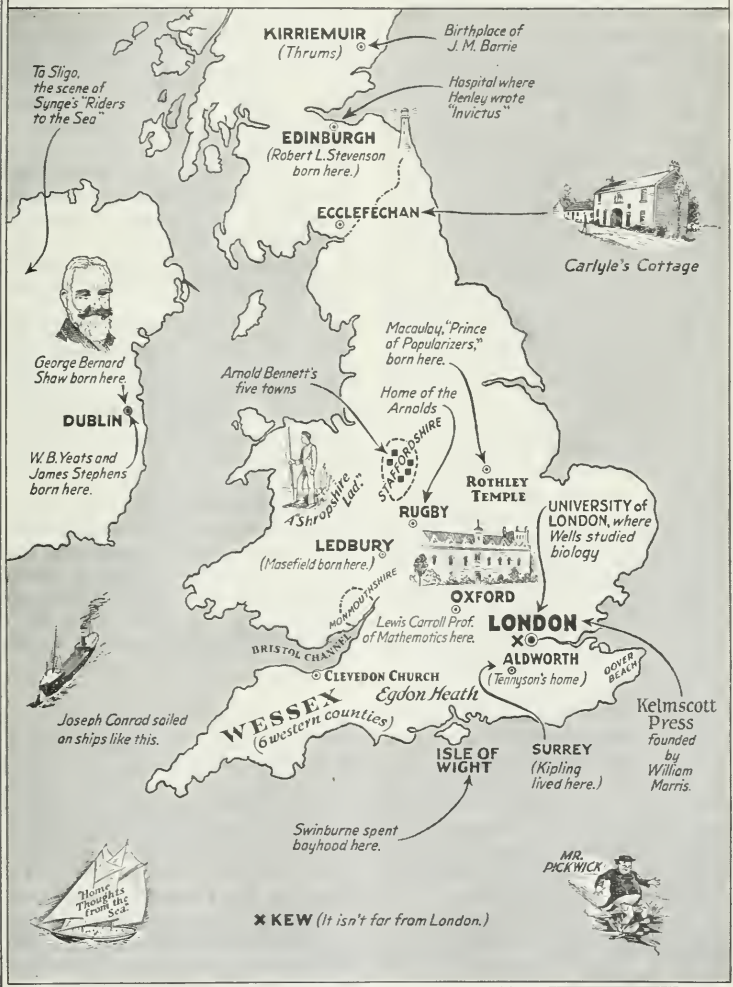 KIRRIEMUIR
(Thrums)
Birthplace of
J. M. Barrie
To Sligo,
the scene of
Synge's "Riders
to the Sea"
Hospital where
Henley wrote
"Invictus"
EDINBURGH
(Robert L. Stevenson
born here.)
ECCLEFECHAN
Carlyle's Cottage
George Bernard
Shaw born here.
DUBLIN
W. B. Yeats and
James Stephens
born here.
Macaulay, "Prince
of Popularizers,"
born here.
Arnold Bennett's
five towns
Home of the
Arnolds
STAFFORDSHIRE
A "Shropshire
Lad."
ROTHLEY
TEMPLE
RUGBY
UNIVERSITY of
LONDON, where
Wells studied
biology
LEDBURY
(Masefield born here.)
MONMOUTHSHIRE
OXFORD
Lewis Carroll Prof.
of Mathematics here.
LONDON
x
BRISTOL CHANNEL
ALDWORTH
(Tennyson's home)
DOVER
BEACH
CLEVEDON CHURCH
Egdon Heath
WESSEX
(6 western counties)
Kelmscott
Press
founded
by
William
Morris.
Joseph Conrad sailed
on ships like this.
ISLE OF
WIGHT
SURREY
(Kipling
lived here.)
Swinburne spent
boyhood here.
"Home
Thoughts
from the
Sea."
MR.
PICKWICK
x KEW (It isn't far from London.)